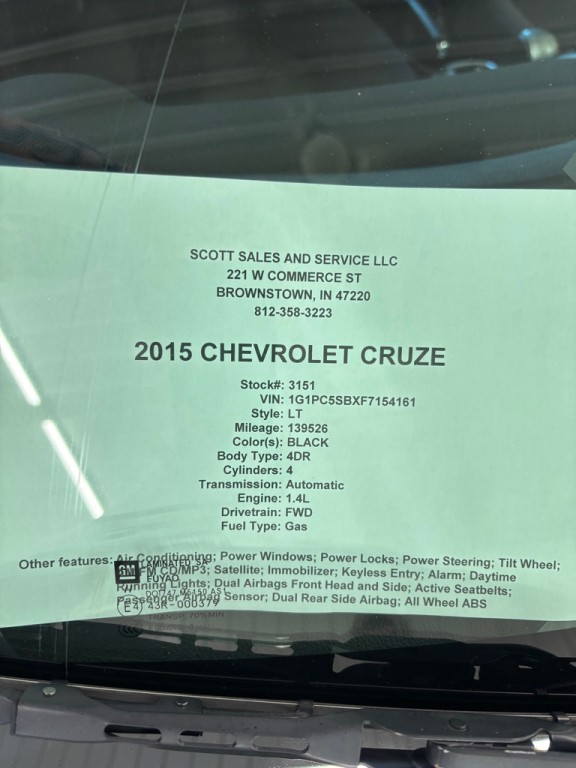 SCOTT SALES AND SERVICE LLC
221 W COMMERCE ST
BROWNSTOWN, IN 47220
812-358-3223
2015 CHEVROLET CRUZE
Stock#: 3151
VIN: 1G1PC5SBXF7154161
Style: LT
Mileage: 139526
Color(s): BLACK
Body Type: 4DR
Cylinders: 4
Transmission: Automatic
Engine: 1.4L
Drivetrain: FWD
Fuel Type: Gas
Other features: Air Conditioning; Power Windows; Power Locks; Power Steering; Tilt Wheel;
CD/MP3; Satellite; Immobilizer; Keyless Entry; Alarm; Daytime
Running Lights; Dual Airbags Front Head and Side; Active Seatbelts;
Passenger Airbag Sensor; Dual Rear Side Airbag; All Wheel ABS
GM
LAMINATED
FUYAO
E4 43R-000379